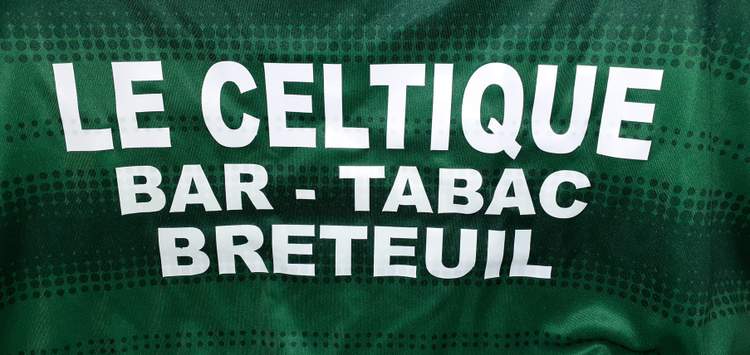 LE CELTIQUE
BAR - TABAC
BRETEUIL